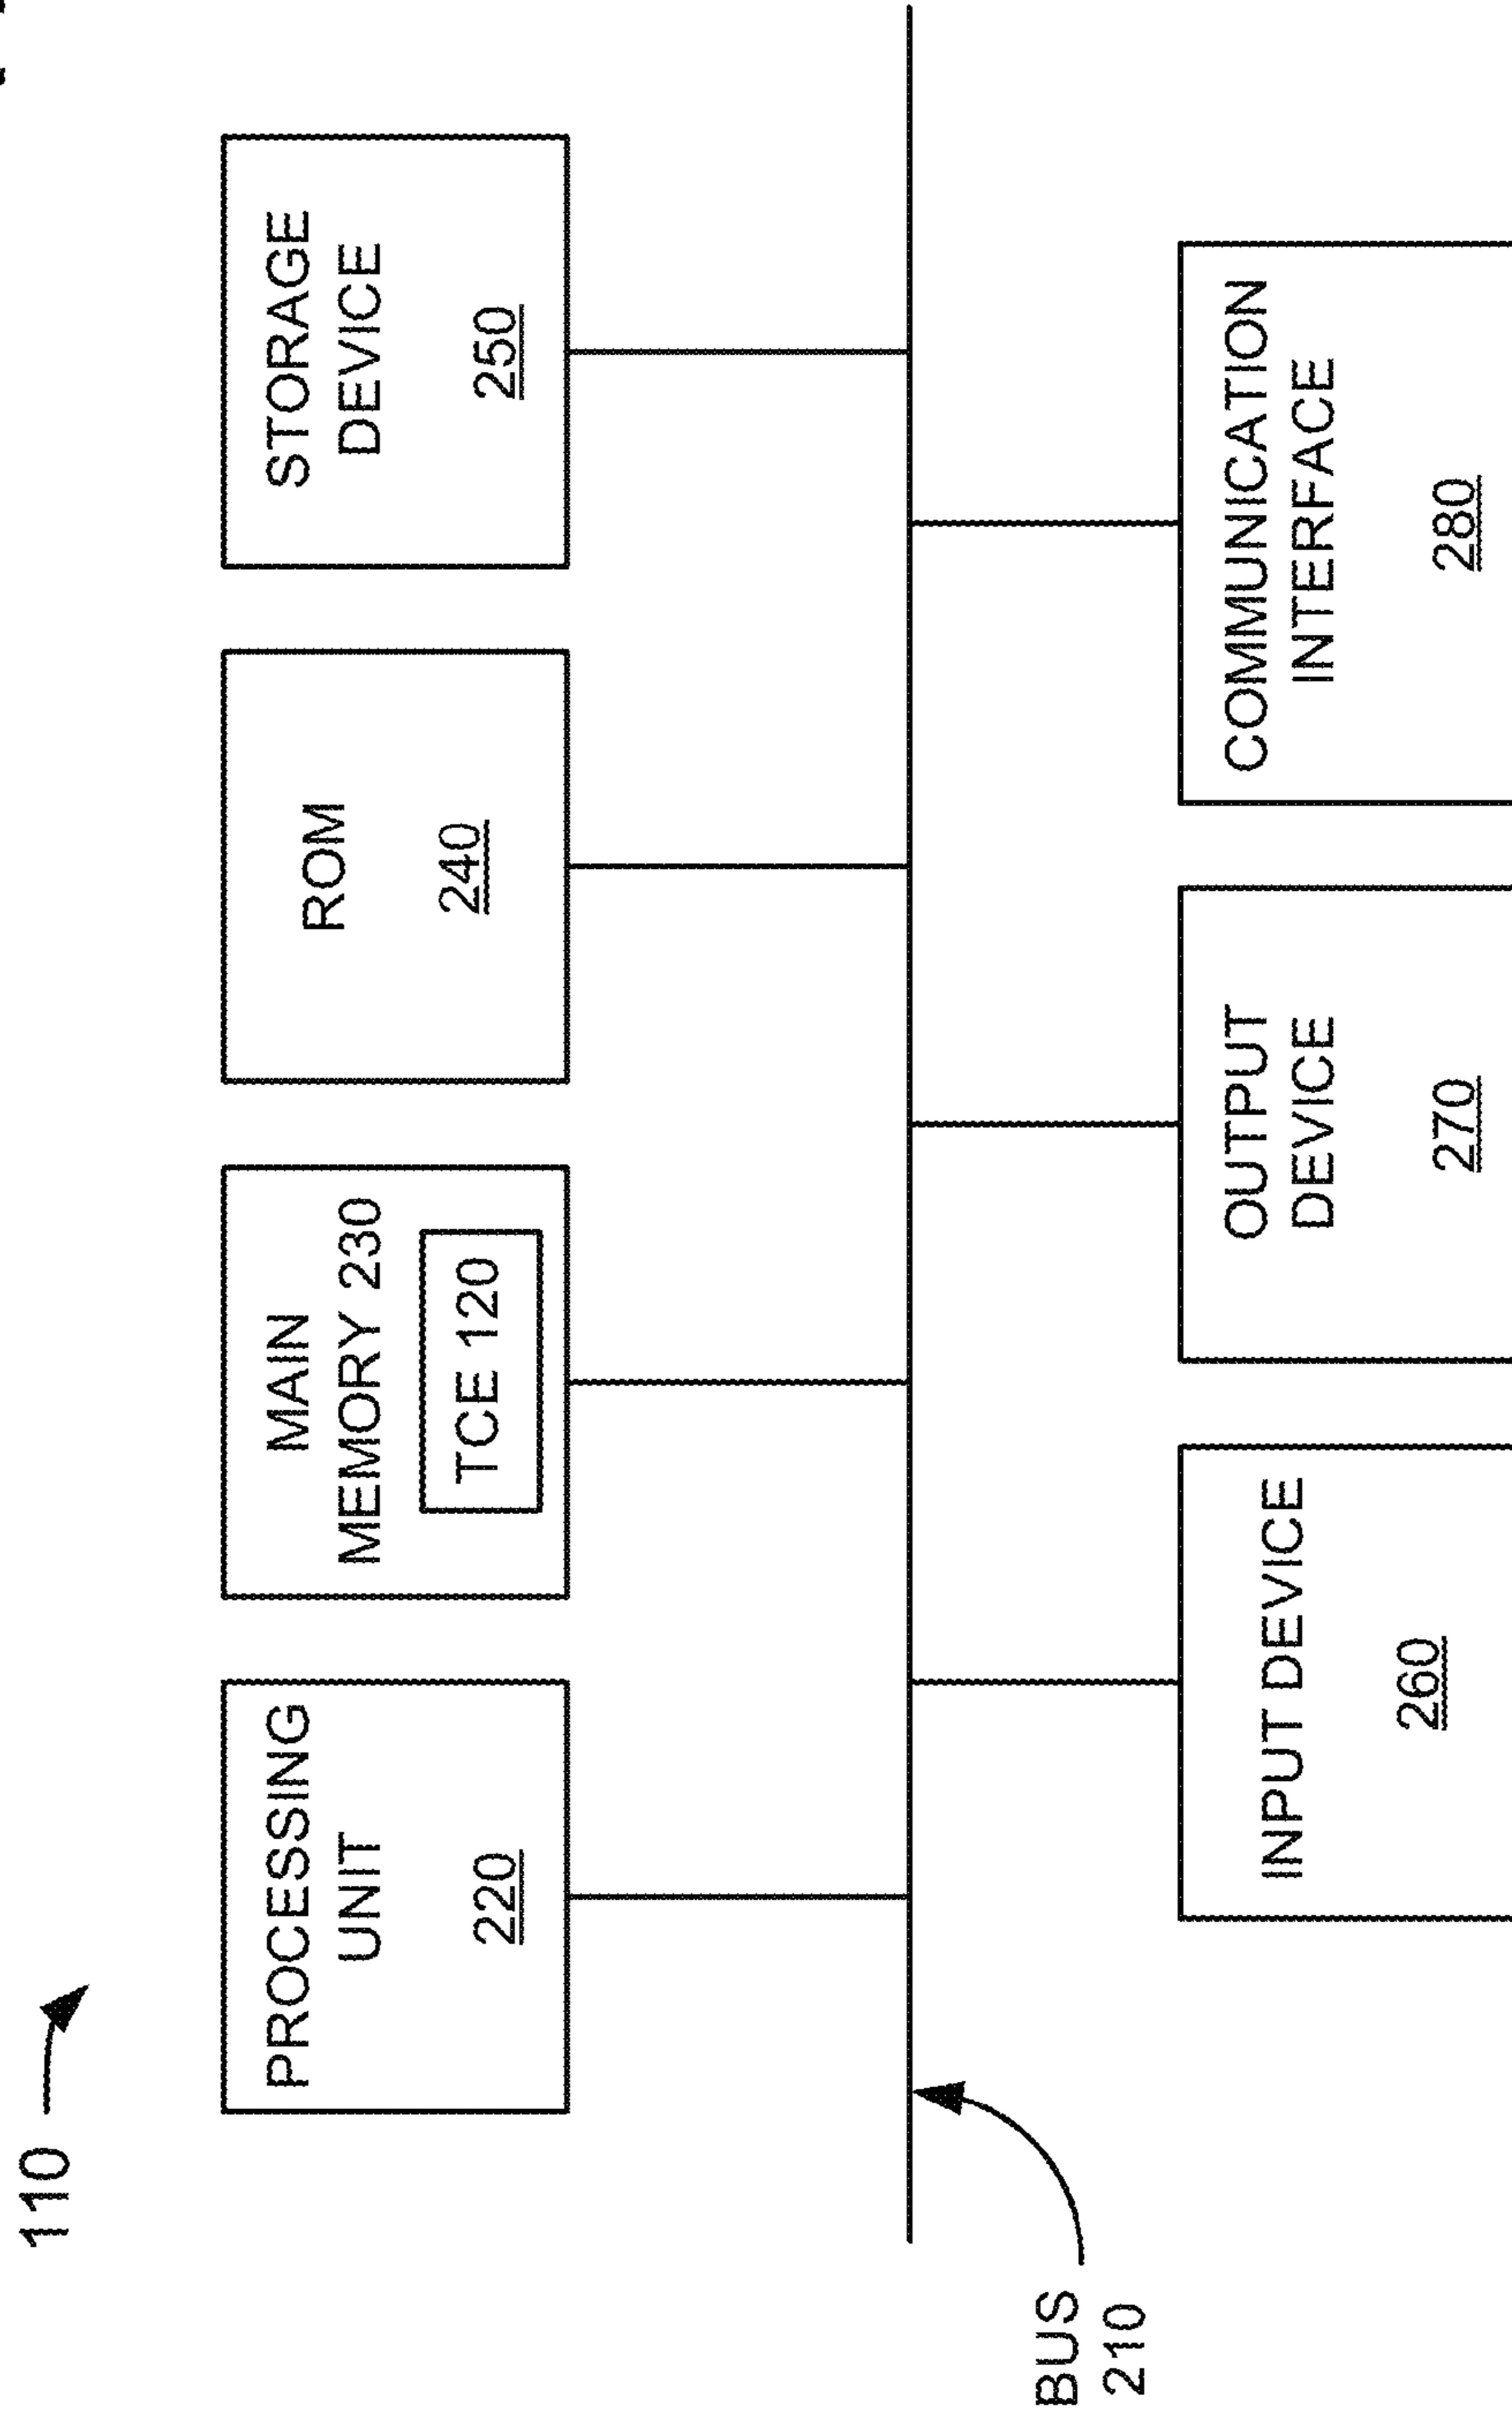 110
PROCESSING
UNIT
220
MAIN
MEMORY 230
TCE 120
ROM
240
STORAGE
DEVICE
250
BUS
210
INPUT DEVICE
260
OUTPUT
DEVICE
270
COMMUNICATION
INTERFACE
280